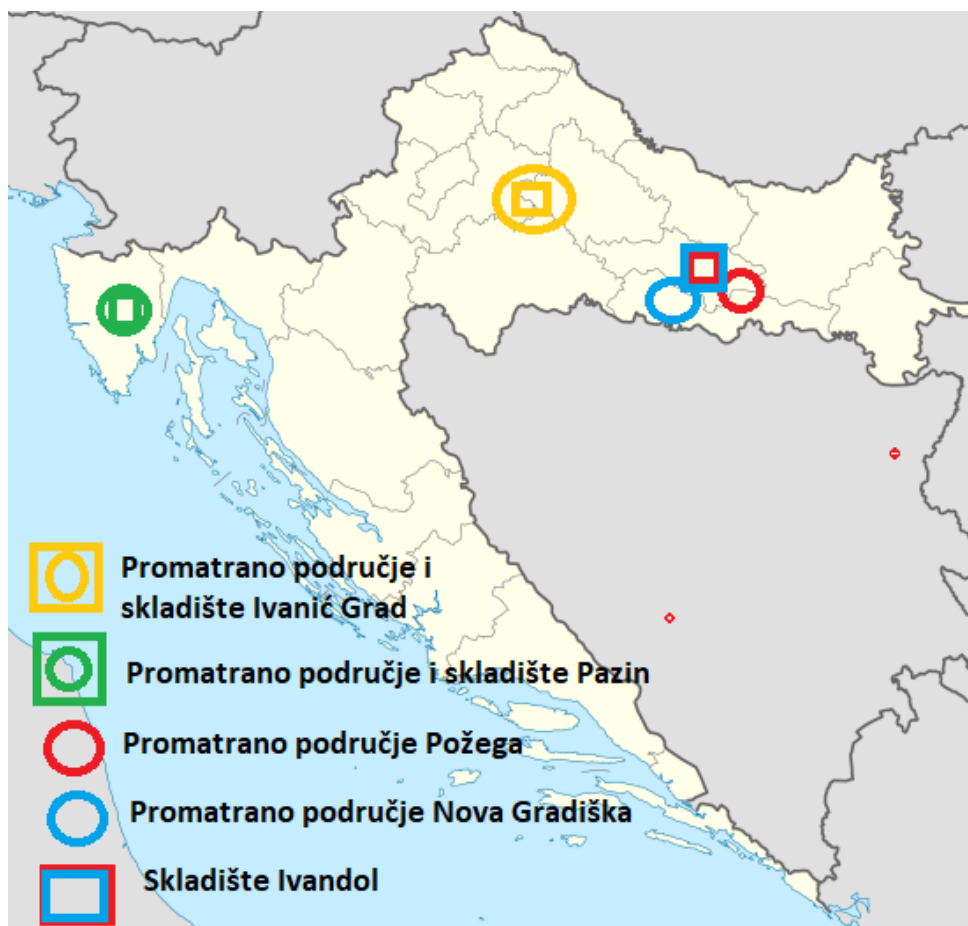 Promatrano područje i
skladište Ivanić Grad
Promatrano područje i skladište Pazin
Promatrano područje Požega
Promatrano područje Nova Gradiška
Skladište Ivandol